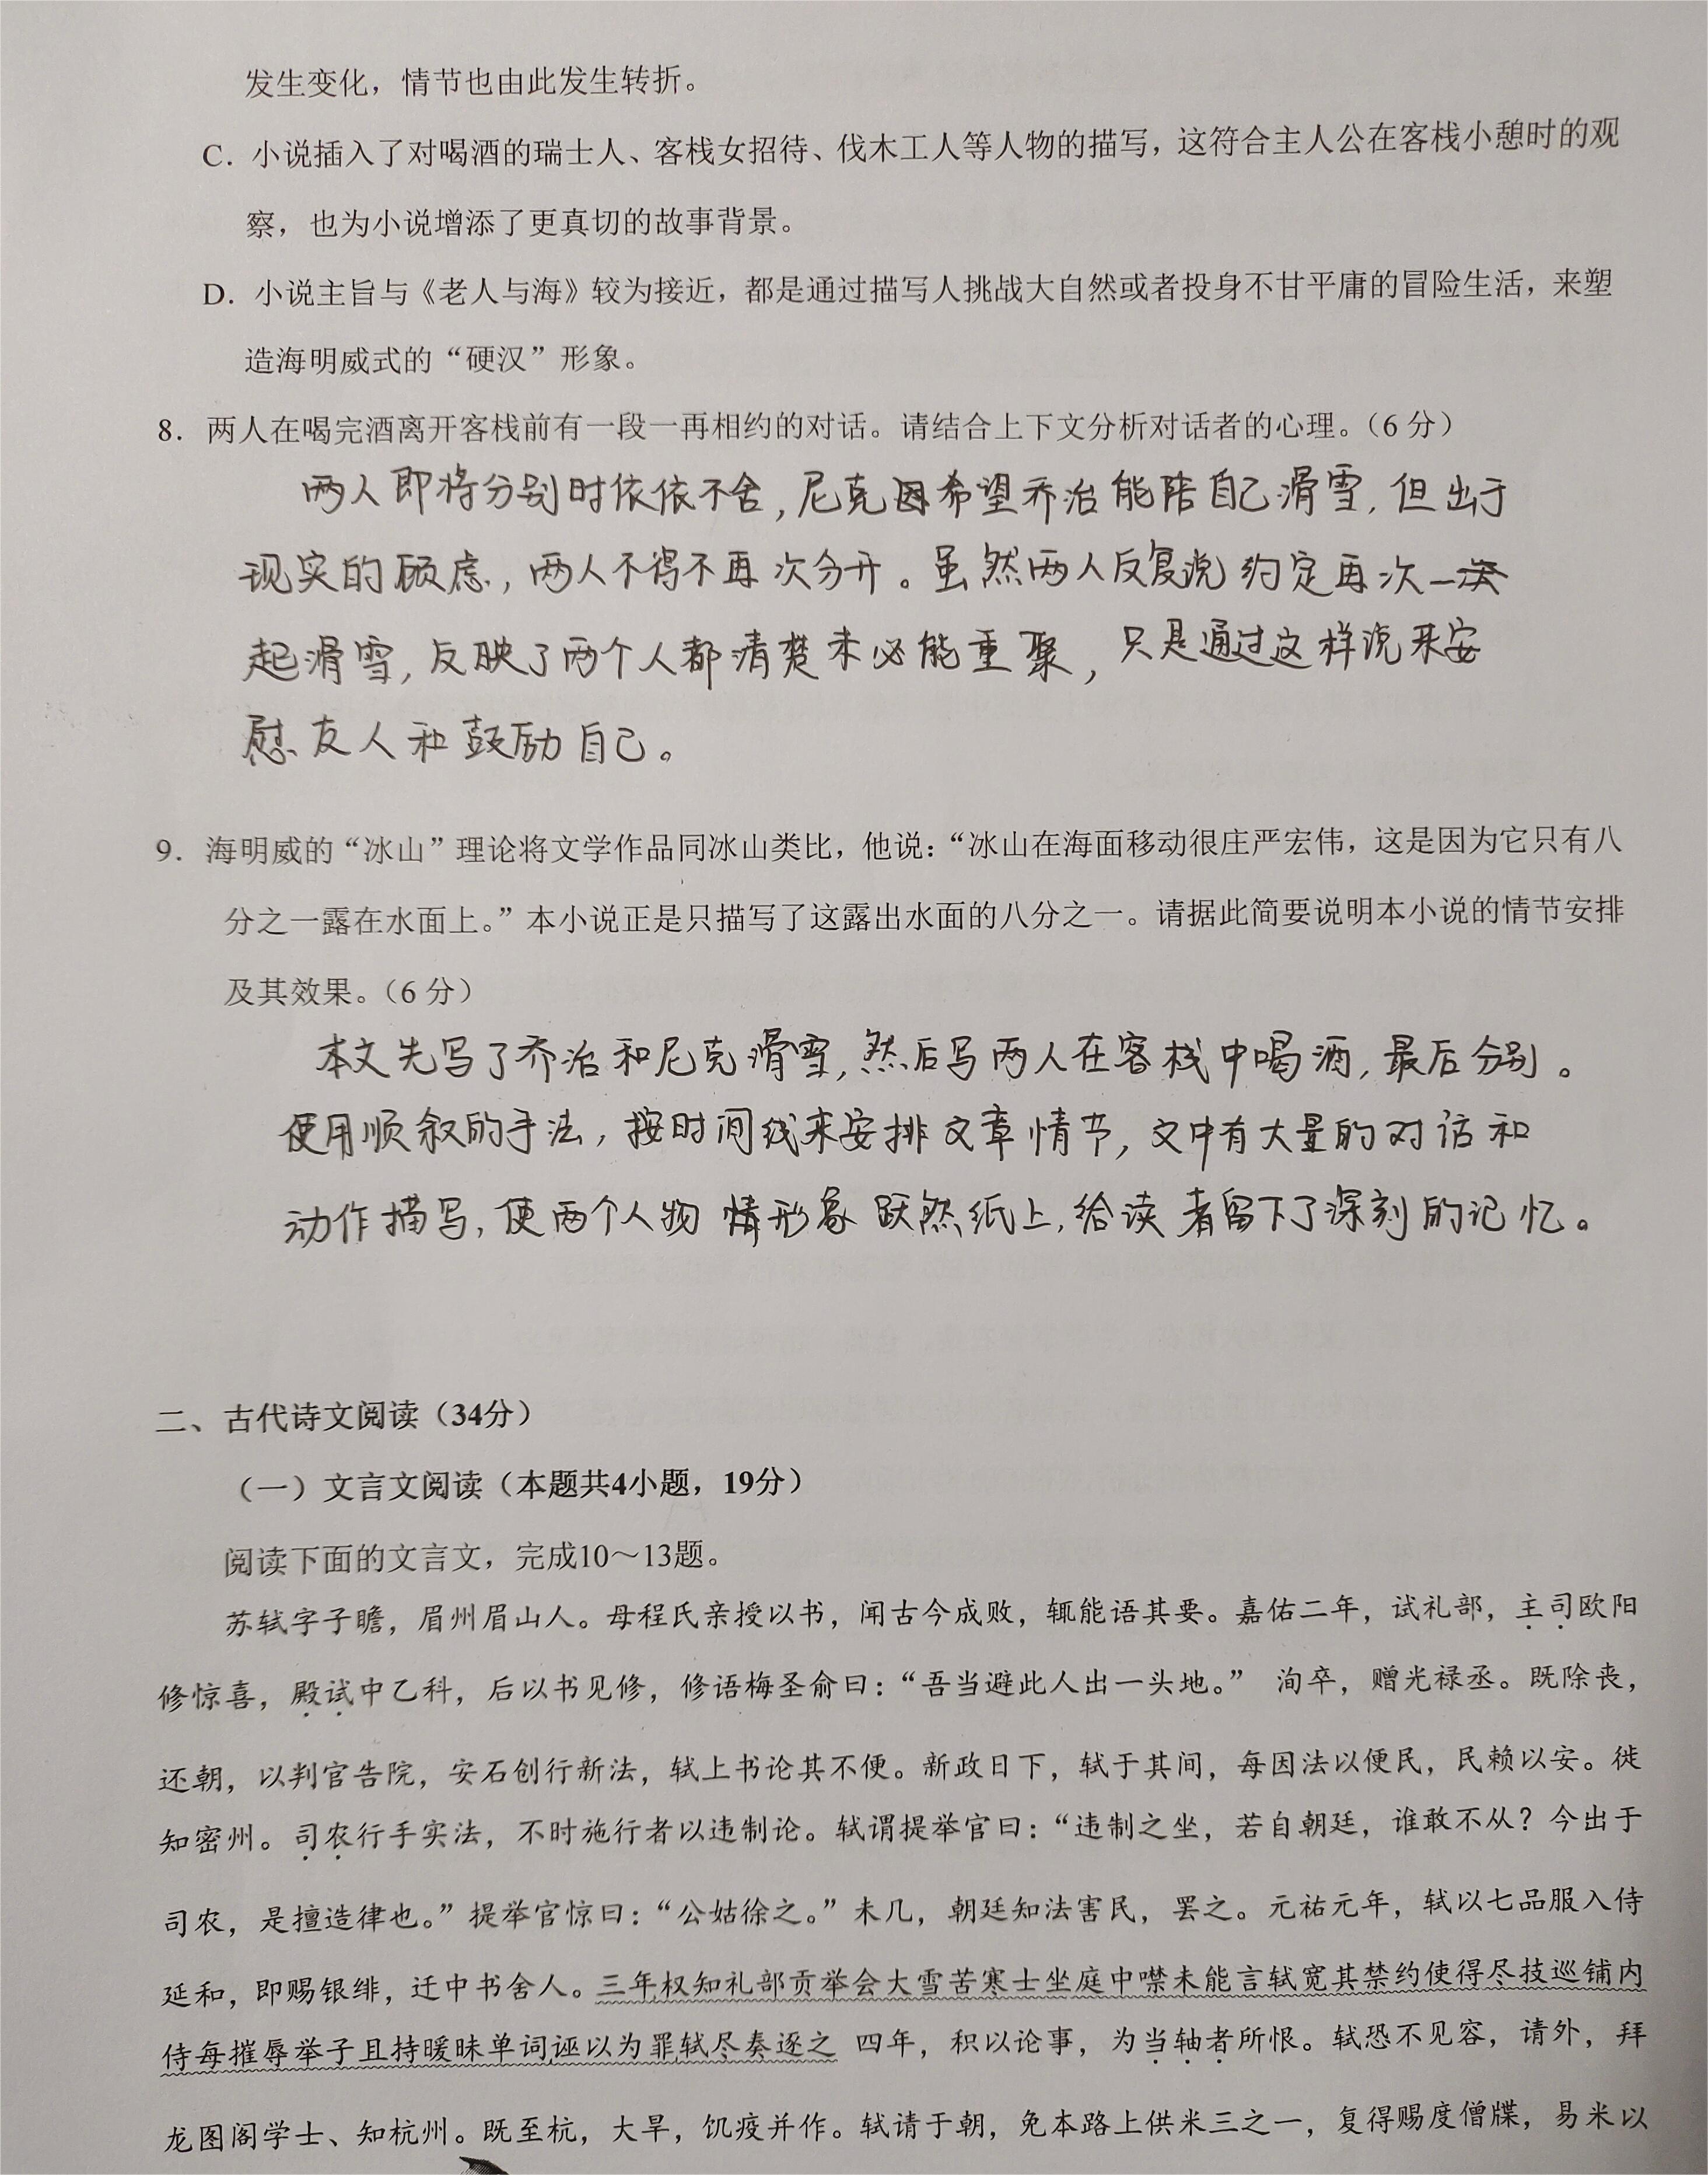 发生变化，情节也由此发生转折。
C. 小说插入了对喝酒的瑞士人、客栈女招待、伐木工人等人物的描写，这符合主人公在客栈小憩时的观
察，也为小说增添了更真切的故事背景。
D. 小说主旨与《老人与海》较为接近，都是通过描写人挑战大自然或者投身不甘平庸的冒险生活，来塑
造海明威式的“硬汉”形象。
8. 两人在喝完酒离开客栈前有一段一再相约的对话。请结合上下文分析对话者的心理。（6 分）
两人即将分别时依依不舍，尼克因希望乔治能陪自己滑雪，但出于
现实的顾虑，两人不得不再次分开。虽然两人反复说约定再次一
起滑雪，反映了两个人都清楚未必能重聚，只是通过这样说来安
慰友人和鼓励自己。
9. 海明威的“冰山”理论将文学作品同冰山类比，他说：“冰山在海面移动很庄严宏伟，这是因为它只有八
分之一露在水面上。”本小说正是只描写了这露出水面的八分之一。请据此简要说明本小说的情节安排
及其效果。（6 分）
本文先写了乔治和尼克滑雪，然后写两人在客栈中喝酒，最后分别。
使用顺叙的手法，按时间线来安排文章情节，文中有大量的对话和
动作描写，使两个人物形象跃然纸上，给读者留下了深刻的记忆。
二、古代诗文阅读（34分）
（一）文言文阅读（本题共4小题，19分）
阅读下面的文言文，完成10～13题。
苏轼字子瞻，眉州眉山人。母程氏亲授以书，闻古今成败，辄能语其要。嘉佑二年，试礼部，主司欧阳
修惊喜，殿试中乙科，后以书见修，修语梅圣俞曰：“吾当避此人出一头地。” 洵卒，赠光禄丞。既除丧，
还朝，以判官告院，安石创行新法，轼上书论其不便。新政日下，轼于其间，每因法以便民，民赖以安。徙
知密州。司农行手实法，不时施行者以违制论。轼谓提举官曰：“违制之坐，若自朝廷，谁敢不从？今出于
司农，是擅造律也。”提举官惊曰：“公姑徐之。”未几，朝廷知法害民，罢之。元祐元年，轼以七品服入侍
延和，即赐银绯，迁中书舍人。三年权知礼部贡举会大雪苦寒士坐庭中噤未能言轼宽其禁约使得尽技巡铺内
侍每摧辱举子且持暧昧单词诬以为罪轼尽奏逐之 四年，积以论事，为当轴者所恨。轼恐不见容，请外，拜
龙图阁学士、知杭州。既至杭，大旱，饥疫并作。轼请于朝，免本路上供米三之一，复得赐度僧牒，易米以